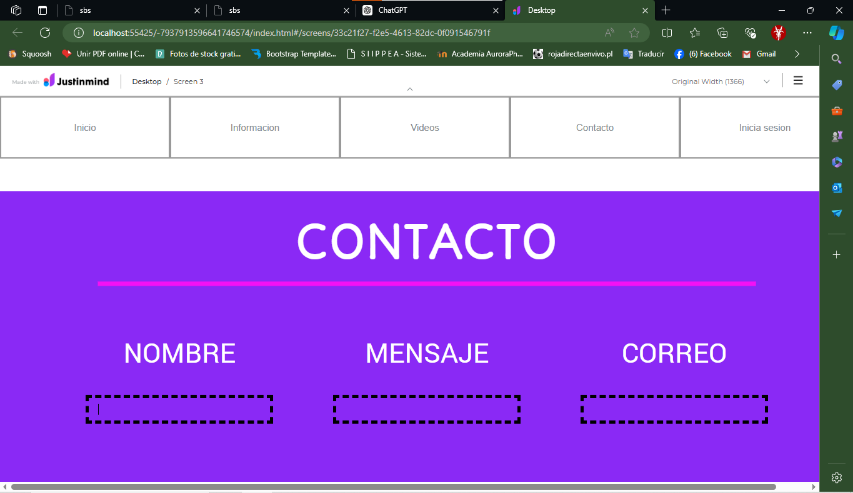 sbs
sbs
ChatGPT
Desktop
localhost:55425/-7937913596641746574/index.html#/screens/33c21f27-f2e5-4613-82dc-0f091546791f
Squoosh
Unir PDF online | C...
Fotos de stock grati...
Bootstrap Template...
S I I P P E A - Siste...
Academia AuroraPh...
rojadirectaenvivo.pl
Traducir
(6) Facebook
Gmail
Made with Justinmind
Desktop / Screen 3
Original Width (1366)
Inicio
Informacion
Videos
Contacto
Inicia sesion
CONTACTO
NOMBRE
MENSAJE
CORREO